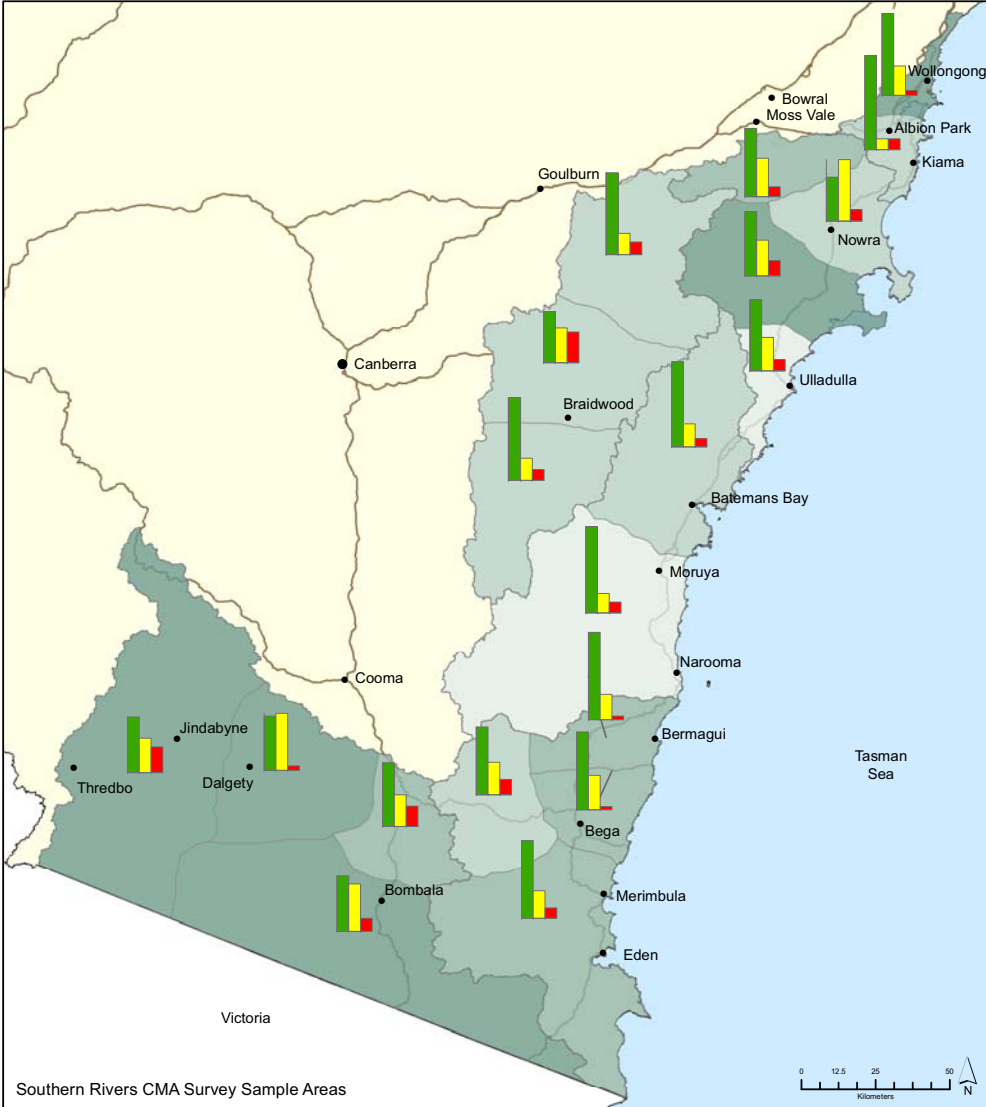 Wollongong
Bowral
Moss Vale
Albion Park
Kiama
Goulburn
Nowra
Canberra
Ulladulla
Braidwood
Batemans Bay
Moruya
Narooma
Cooma
Jindabyne
Bermagui
Tasman
Sea
Thredbo
Dalgety
Bega
Bombala
Merimbula
Eden
Victoria
Southern Rivers CMA Survey Sample Areas
0 12.5 25 50
Kilometers
N